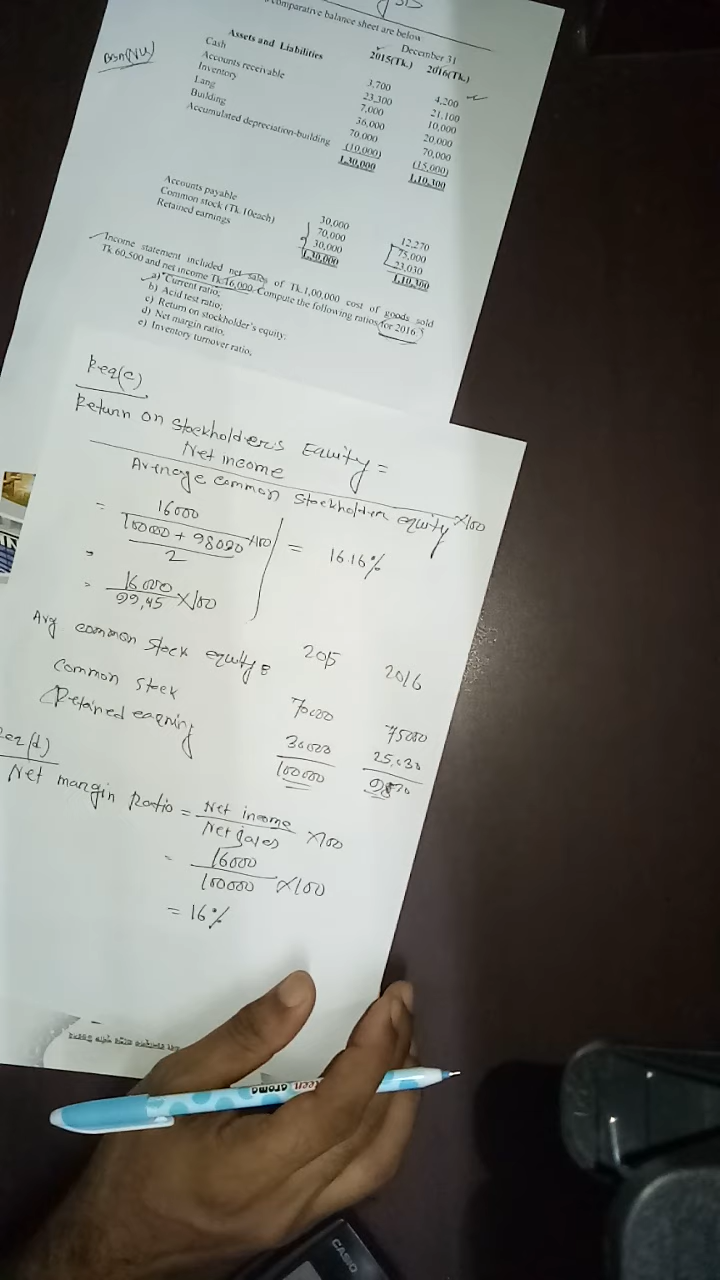 comparative balance sheet are below
December 31
Assets and Liabilities 2015(Tk.) 2016(Tk.)
Cash 3,700 4,200
Accounts receivable 23,300 21,100
Inventory 7,000 10,000
Lang 36,000 20,000
Building 70,000 70,000
Accumulated depreciation-building (10,000) (15,000)
1,30,000 1,10,300
Accounts payable 30,000 12,270
Common stock (Tk. 10each) 70,000 75,000
Retained earnings 30,000 23,030
1,30,000 1,10,300
Income statement included net sales of Tk.1,00,000 cost of goods sold
Tk 60,500 and net income Tk.16,000. Compute the following ratios for 2016
a) Current ratio;
b) Acid test ratio;
c) Return on stockholder's equity;
d) Net margin ratio,
e) Inventory turnover ratio,
Req(c)
Return on stockholders Equity =
Net income
Average common stockholder equity ×100
= 16000
100000 + 98030 ×100 = 16.16%
2
= 16000
99,45 ×100
Avg common stock equity : 2015 2016
Common stock 70000 75000
Retained earning 30000 25,030
100000
Req(d)
Net margin Ratio = Net income ×100
Net sales
= 16000
100000 ×100
= 16%
aroma
CASIO